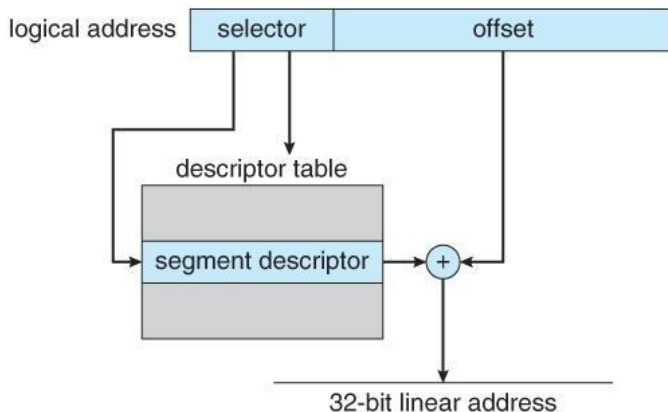 logical address selector offset
descriptor table
segment descriptor +
32-bit linear address